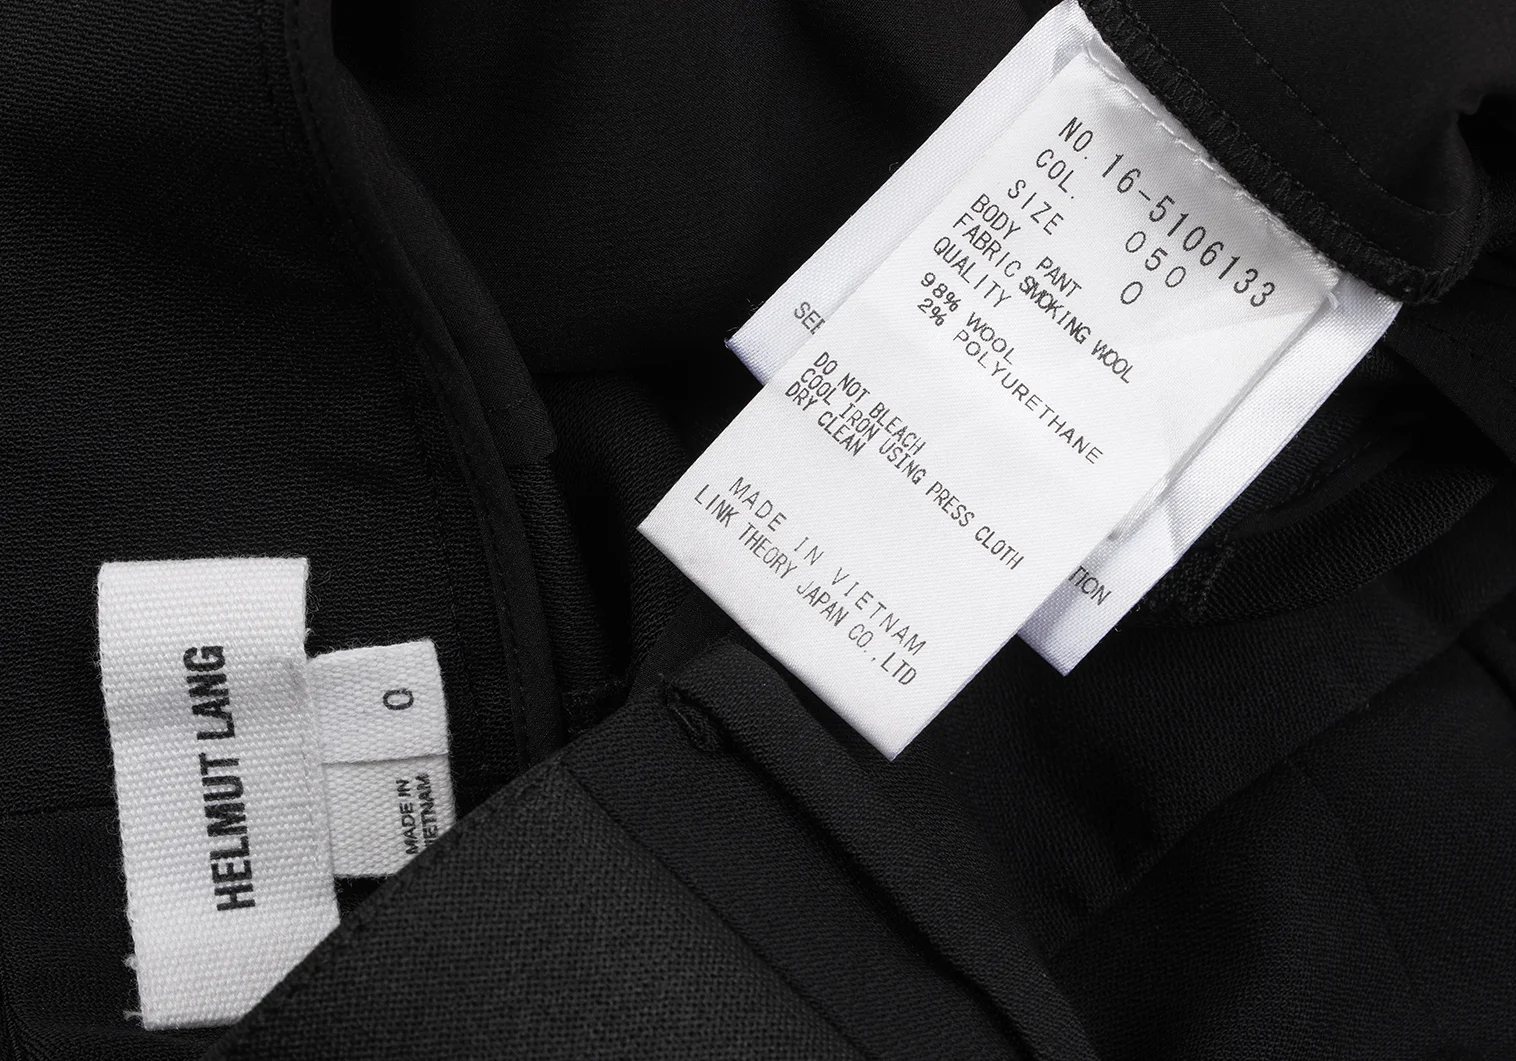 NO. 16-5106133
COL. 050
SIZE 0
BODY PANT
FABRIC SMOKING WOOL
QUALITY
98% WOOL
2% POLYURETHANE
DO NOT BLEACH
COOL IRON USING PRESS CLOTH
DRY CLEAN
MADE IN VIETNAM
LINK THEORY JAPAN CO.,LTD
SEE
TION
HELMUT LANG
0
MADE IN
VIETNAM